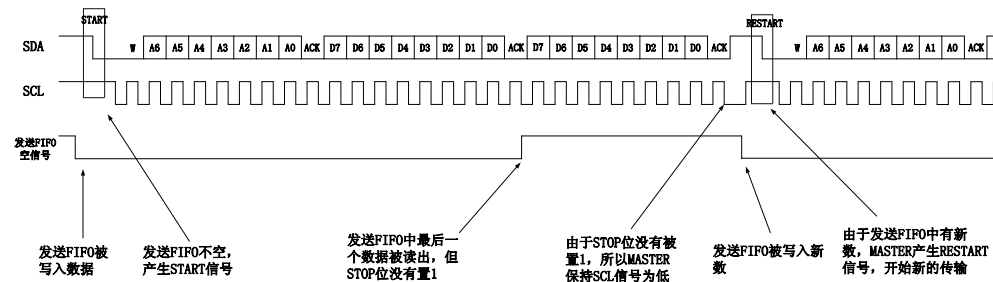 START
RESTART
SDA W A6 A5 A4 A3 A2 A1 A0 ACK D7 D6 D5 D4 D3 D2 D1 D0 ACK D7 D6 D5 D4 D3 D2 D1 D0 ACK W A6 A5 A4 A3 A2 A1 A0 ACK
SCL
发送FIFO
空信号
发送FIFO被
写入数据
发送FIFO不空，
产生START信号
发送FIFO中最后一
个数据被读出，但
STOP位没有置1
由于STOP位没有被
置1，所以MASTER
保持SCL信号为低
发送FIFO被写入新
数
由于发送FIFO中有新
数，MASTER产生RESTART
信号，开始新的传输